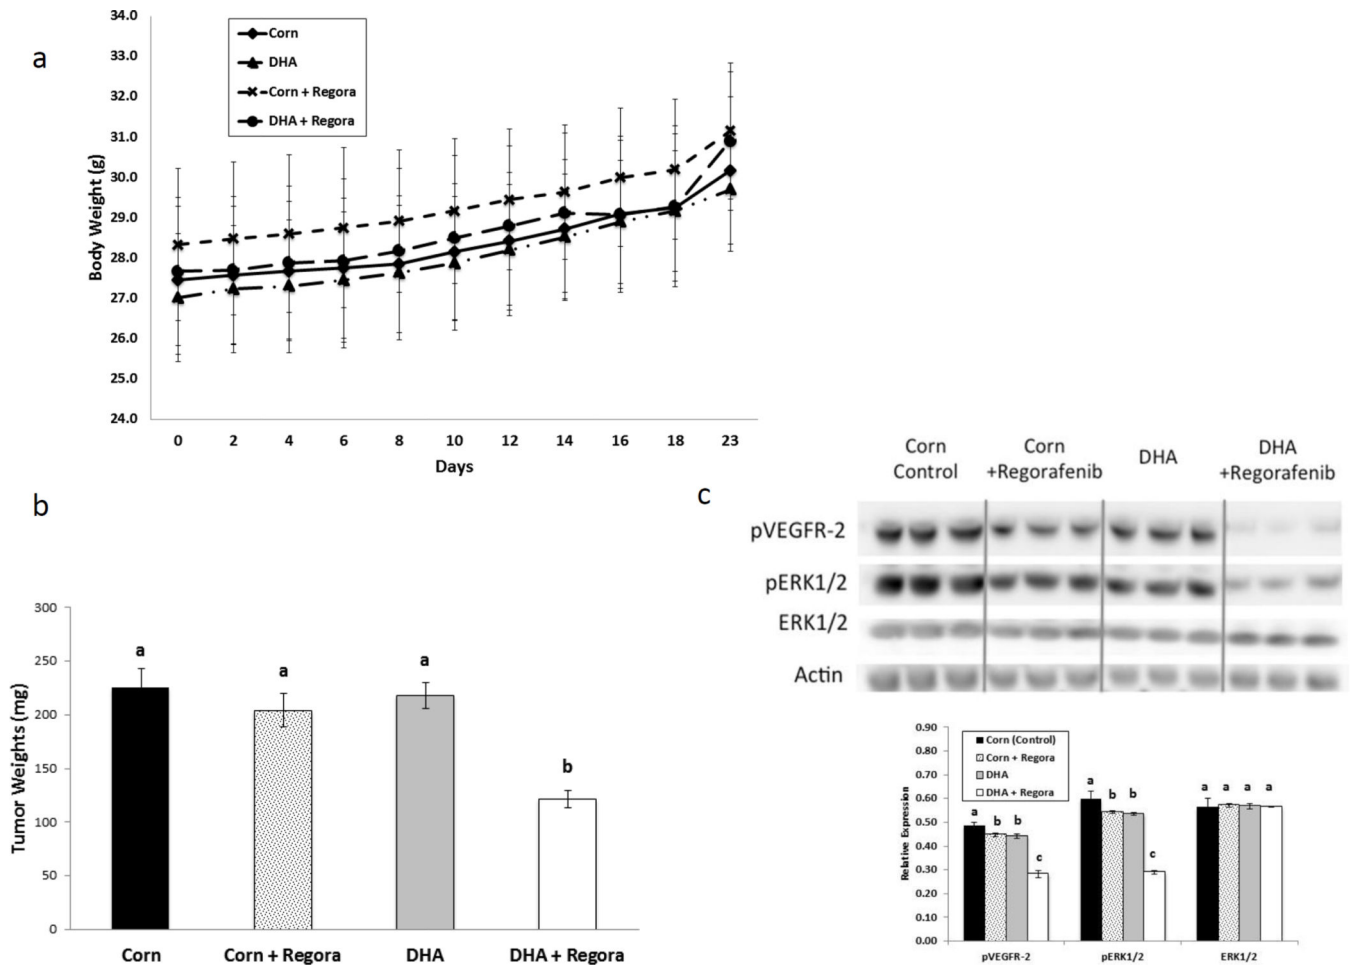 a
34.0
33.0
32.0
31.0
30.0
29.0
28.0
27.0
26.0
25.0
24.0
Body Weight (g)
Corn
DHA
Corn + Regora
DHA + Regora
0 2 4 6 8 10 12 14 16 18 23
Days
b
300
250
200
150
100
50
0
Tumor Weights (mg)
a a a b
Corn Corn + Regora DHA DHA + Regora
c
Corn
Control
Corn
+Regorafenib
DHA
DHA
+Regorafenib
pVEGFR-2
pERK1/2
ERK1/2
Actin
0.90
0.80
0.70
0.60
0.50
0.40
0.30
0.20
0.10
0.00
Relative Expression
Corn (Control)
Corn + Regora
DHA
DHA + Regora
a b b c
a b b c
a a a a
pVEGFR-2 pERK1/2 ERK1/2